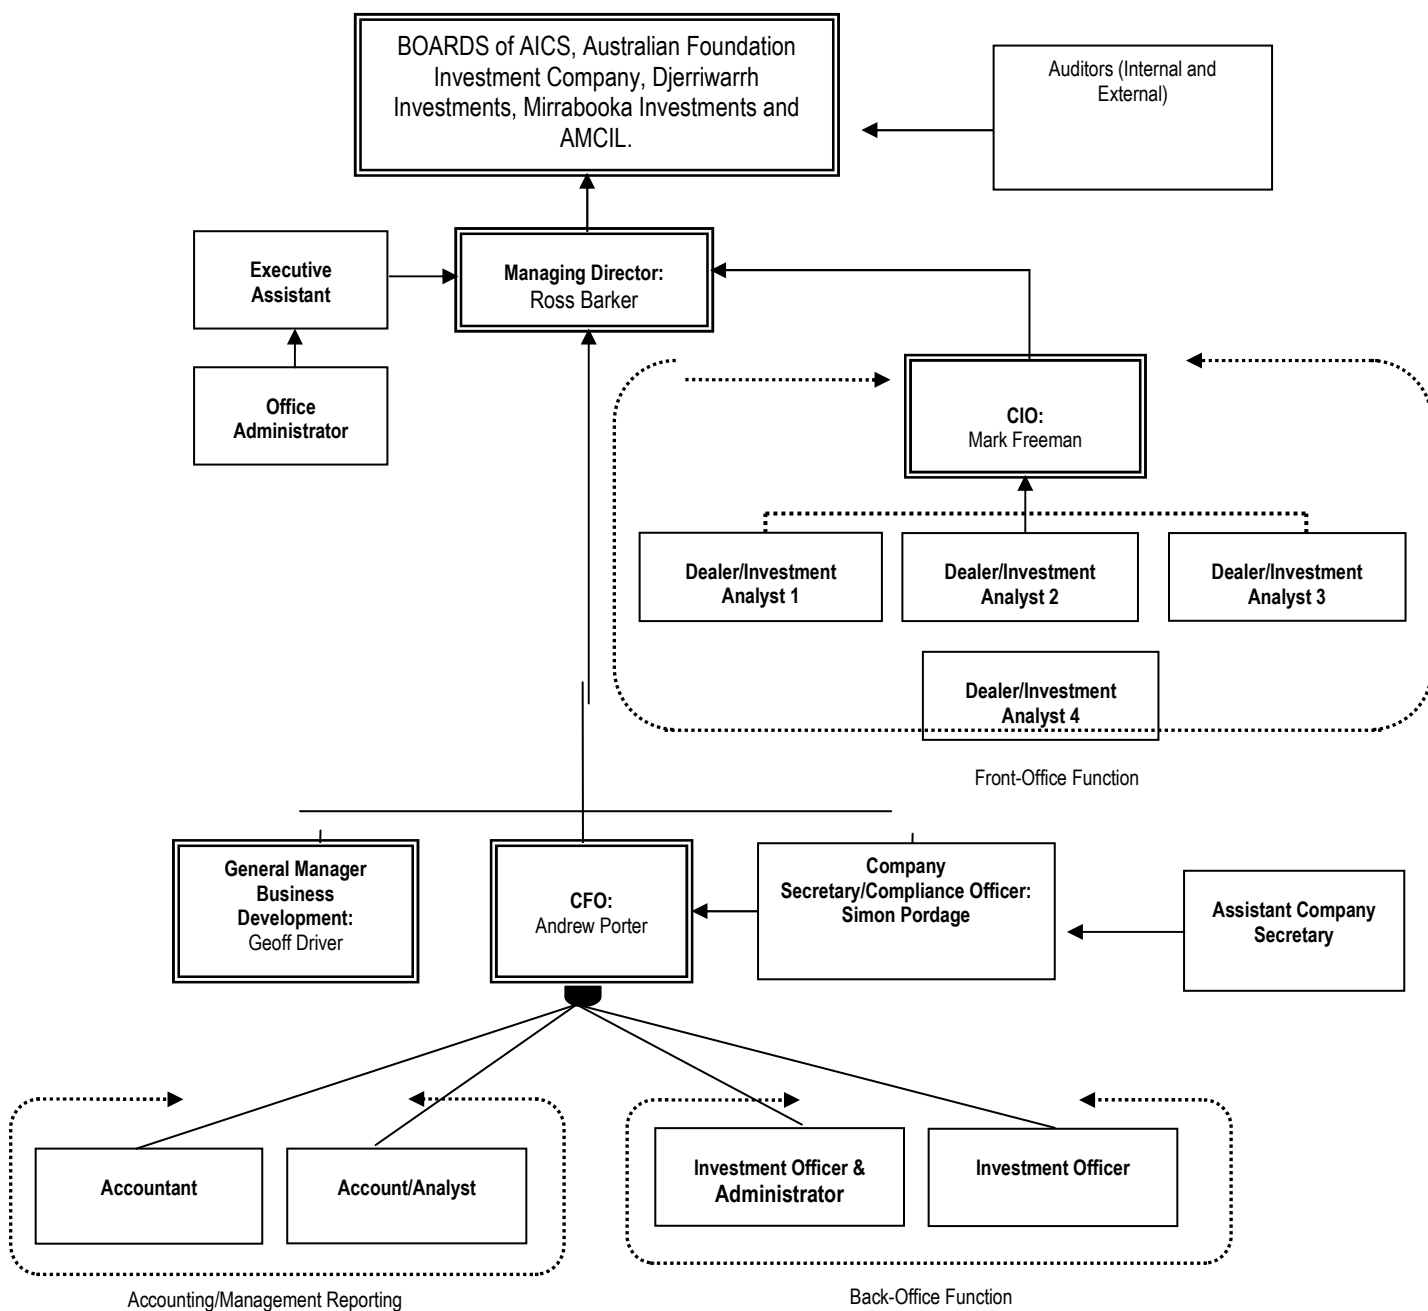 BOARDS of AICS, Australian Foundation
Investment Company, Djerriwarrh
Investments, Mirrabooka Investments and
AMCIL.
Auditors (Internal and
External)
Executive
Assistant
Managing Director:
Ross Barker
Office
Administrator
CIO:
Mark Freeman
Dealer/Investment
Analyst 1
Dealer/Investment
Analyst 2
Dealer/Investment
Analyst 3
Dealer/Investment
Analyst 4
Front-Office Function
General Manager
Business
Development:
Geoff Driver
CFO:
Andrew Porter
Company
Secretary/Compliance Officer:
Simon Pordage
Assistant Company
Secretary
Accountant
Account/Analyst
Investment Officer &
Administrator
Investment Officer
Accounting/Management Reporting
Back-Office Function